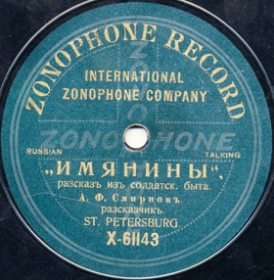 ZONOPHONE RECORD
INTERNATIONAL
ZONOPHONE COMPANY
ZONOPHONE
RUSSIAN TALKING
„ИМЯНИНЫ“,
разсказъ изъ солдатск. быта.
А. Ф. Смирновъ
разсказчикъ.
ST. PETERSBURG.
X-61143